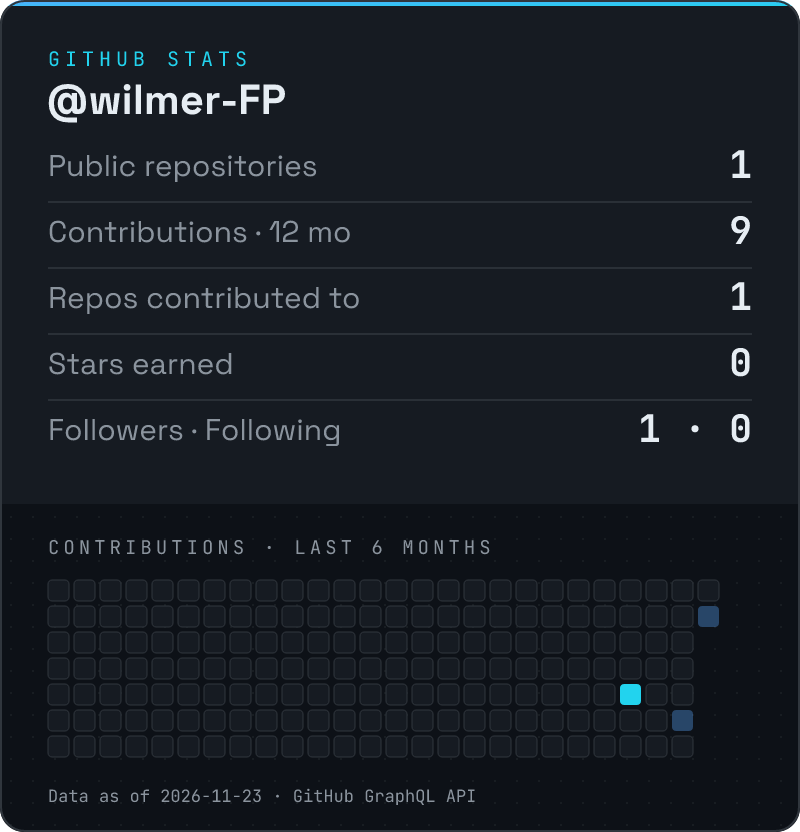 GITHUB STATS
@wilmer-FP
Public repositories 1
Contributions · 12 mo 9
Repos contributed to 1
Stars earned 0
Followers · Following 1 · 0
CONTRIBUTIONS · LAST 6 MONTHS
Data as of 2026-11-23 · GitHub GraphQL API